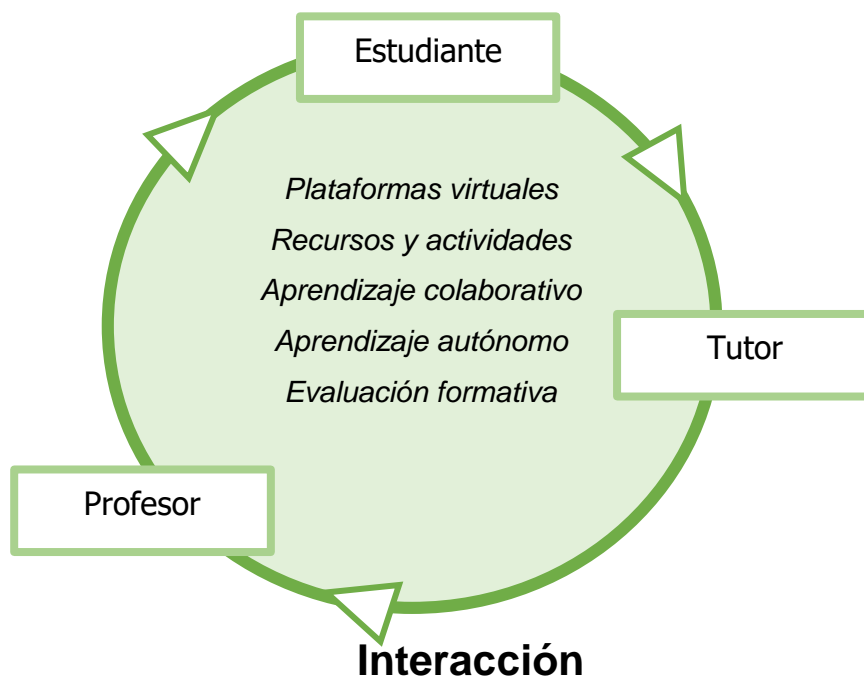 Estudiante
Plataformas virtuales
Recursos y actividades
Aprendizaje colaborativo
Aprendizaje autónomo
Evaluación formativa
Tutor
Profesor
Interacción